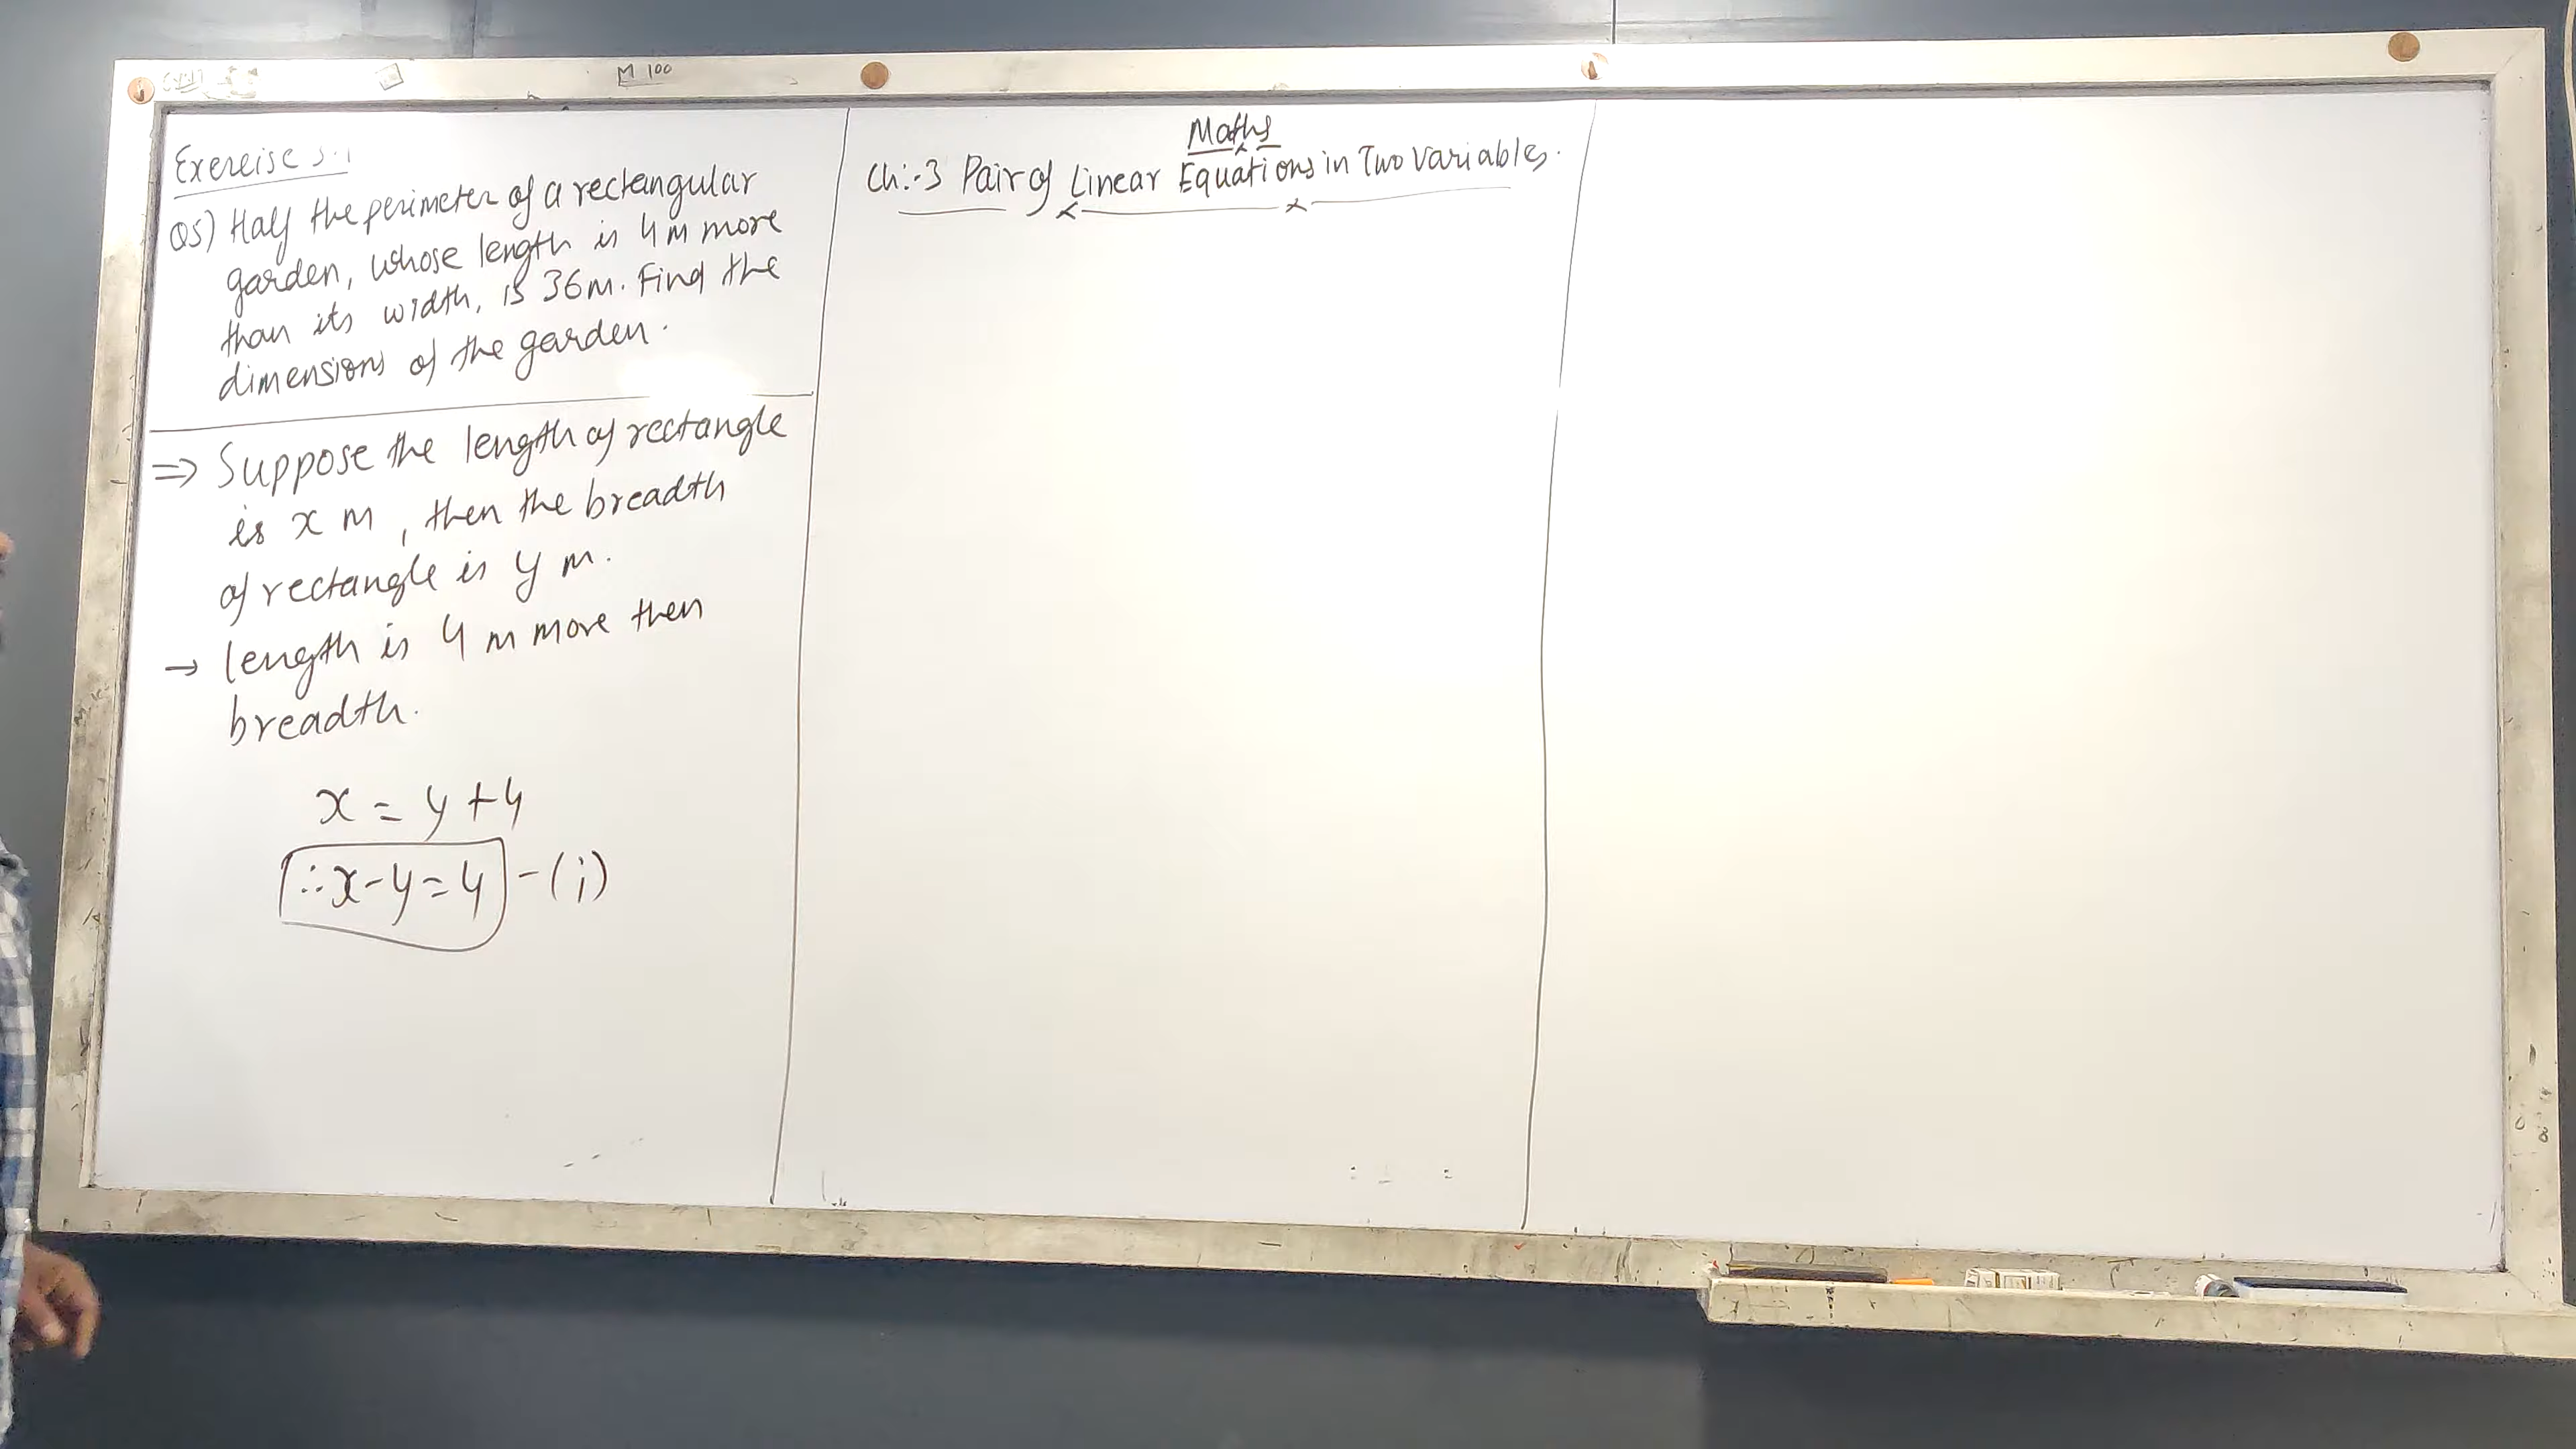 M 100
Exercise 3.1
Q5) Half the perimeter of a rectangular
garden, whose length is 4m more
than its width, is 36m. Find the
dimensions of the garden.
⇒ Suppose the length of rectangle
is x m, then the breadth
of rectangle is y m.
→ length is 4 m more then
breadth.
x = y + 4
∴ x - y = 4 - (i)
Maths
Ch:-3 Pair of Linear Equations in Two Variables.